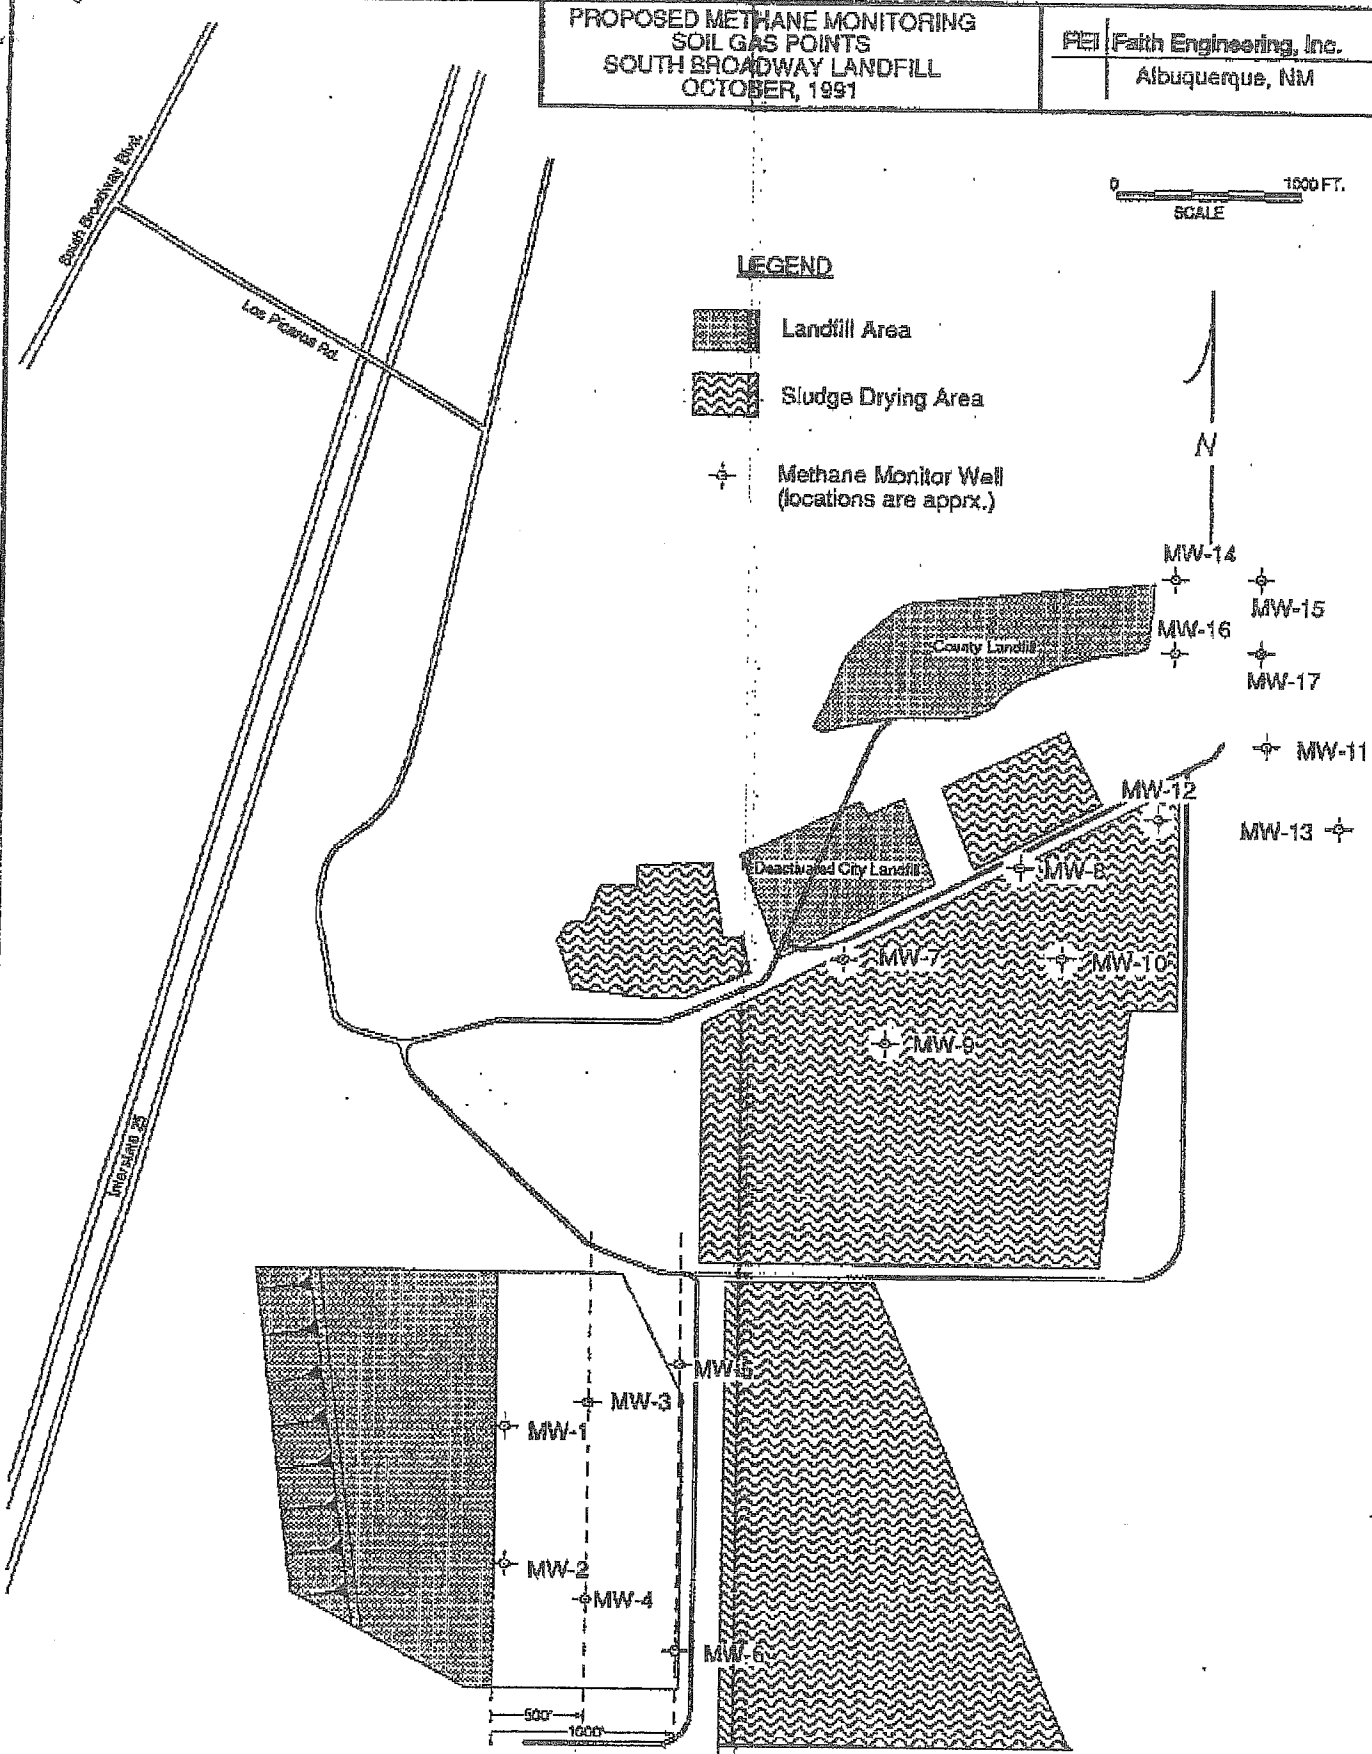 PROPOSED METHANE MONITORING
SOIL GAS POINTS
SOUTH BROADWAY LANDFILL
OCTOBER, 1991
FEI Faith Engineering, Inc.
Albuquerque, NM
South Broadway Blvd.
Los Picaros Rd.
0 1000 FT.
SCALE
LEGEND
Landfill Area
Sludge Drying Area
Methane Monitor Well
(locations are apprx.)
N
MW-14
MW-15
MW-16
County Landfill
MW-17
MW-11
MW-12
MW-13
Deactivated City Landfill
MW-8
MW-7
MW-10
MW-9
Interstate 25
MW-5
MW-3
MW-1
MW-2
MW-4
MW-6
500'
1000'